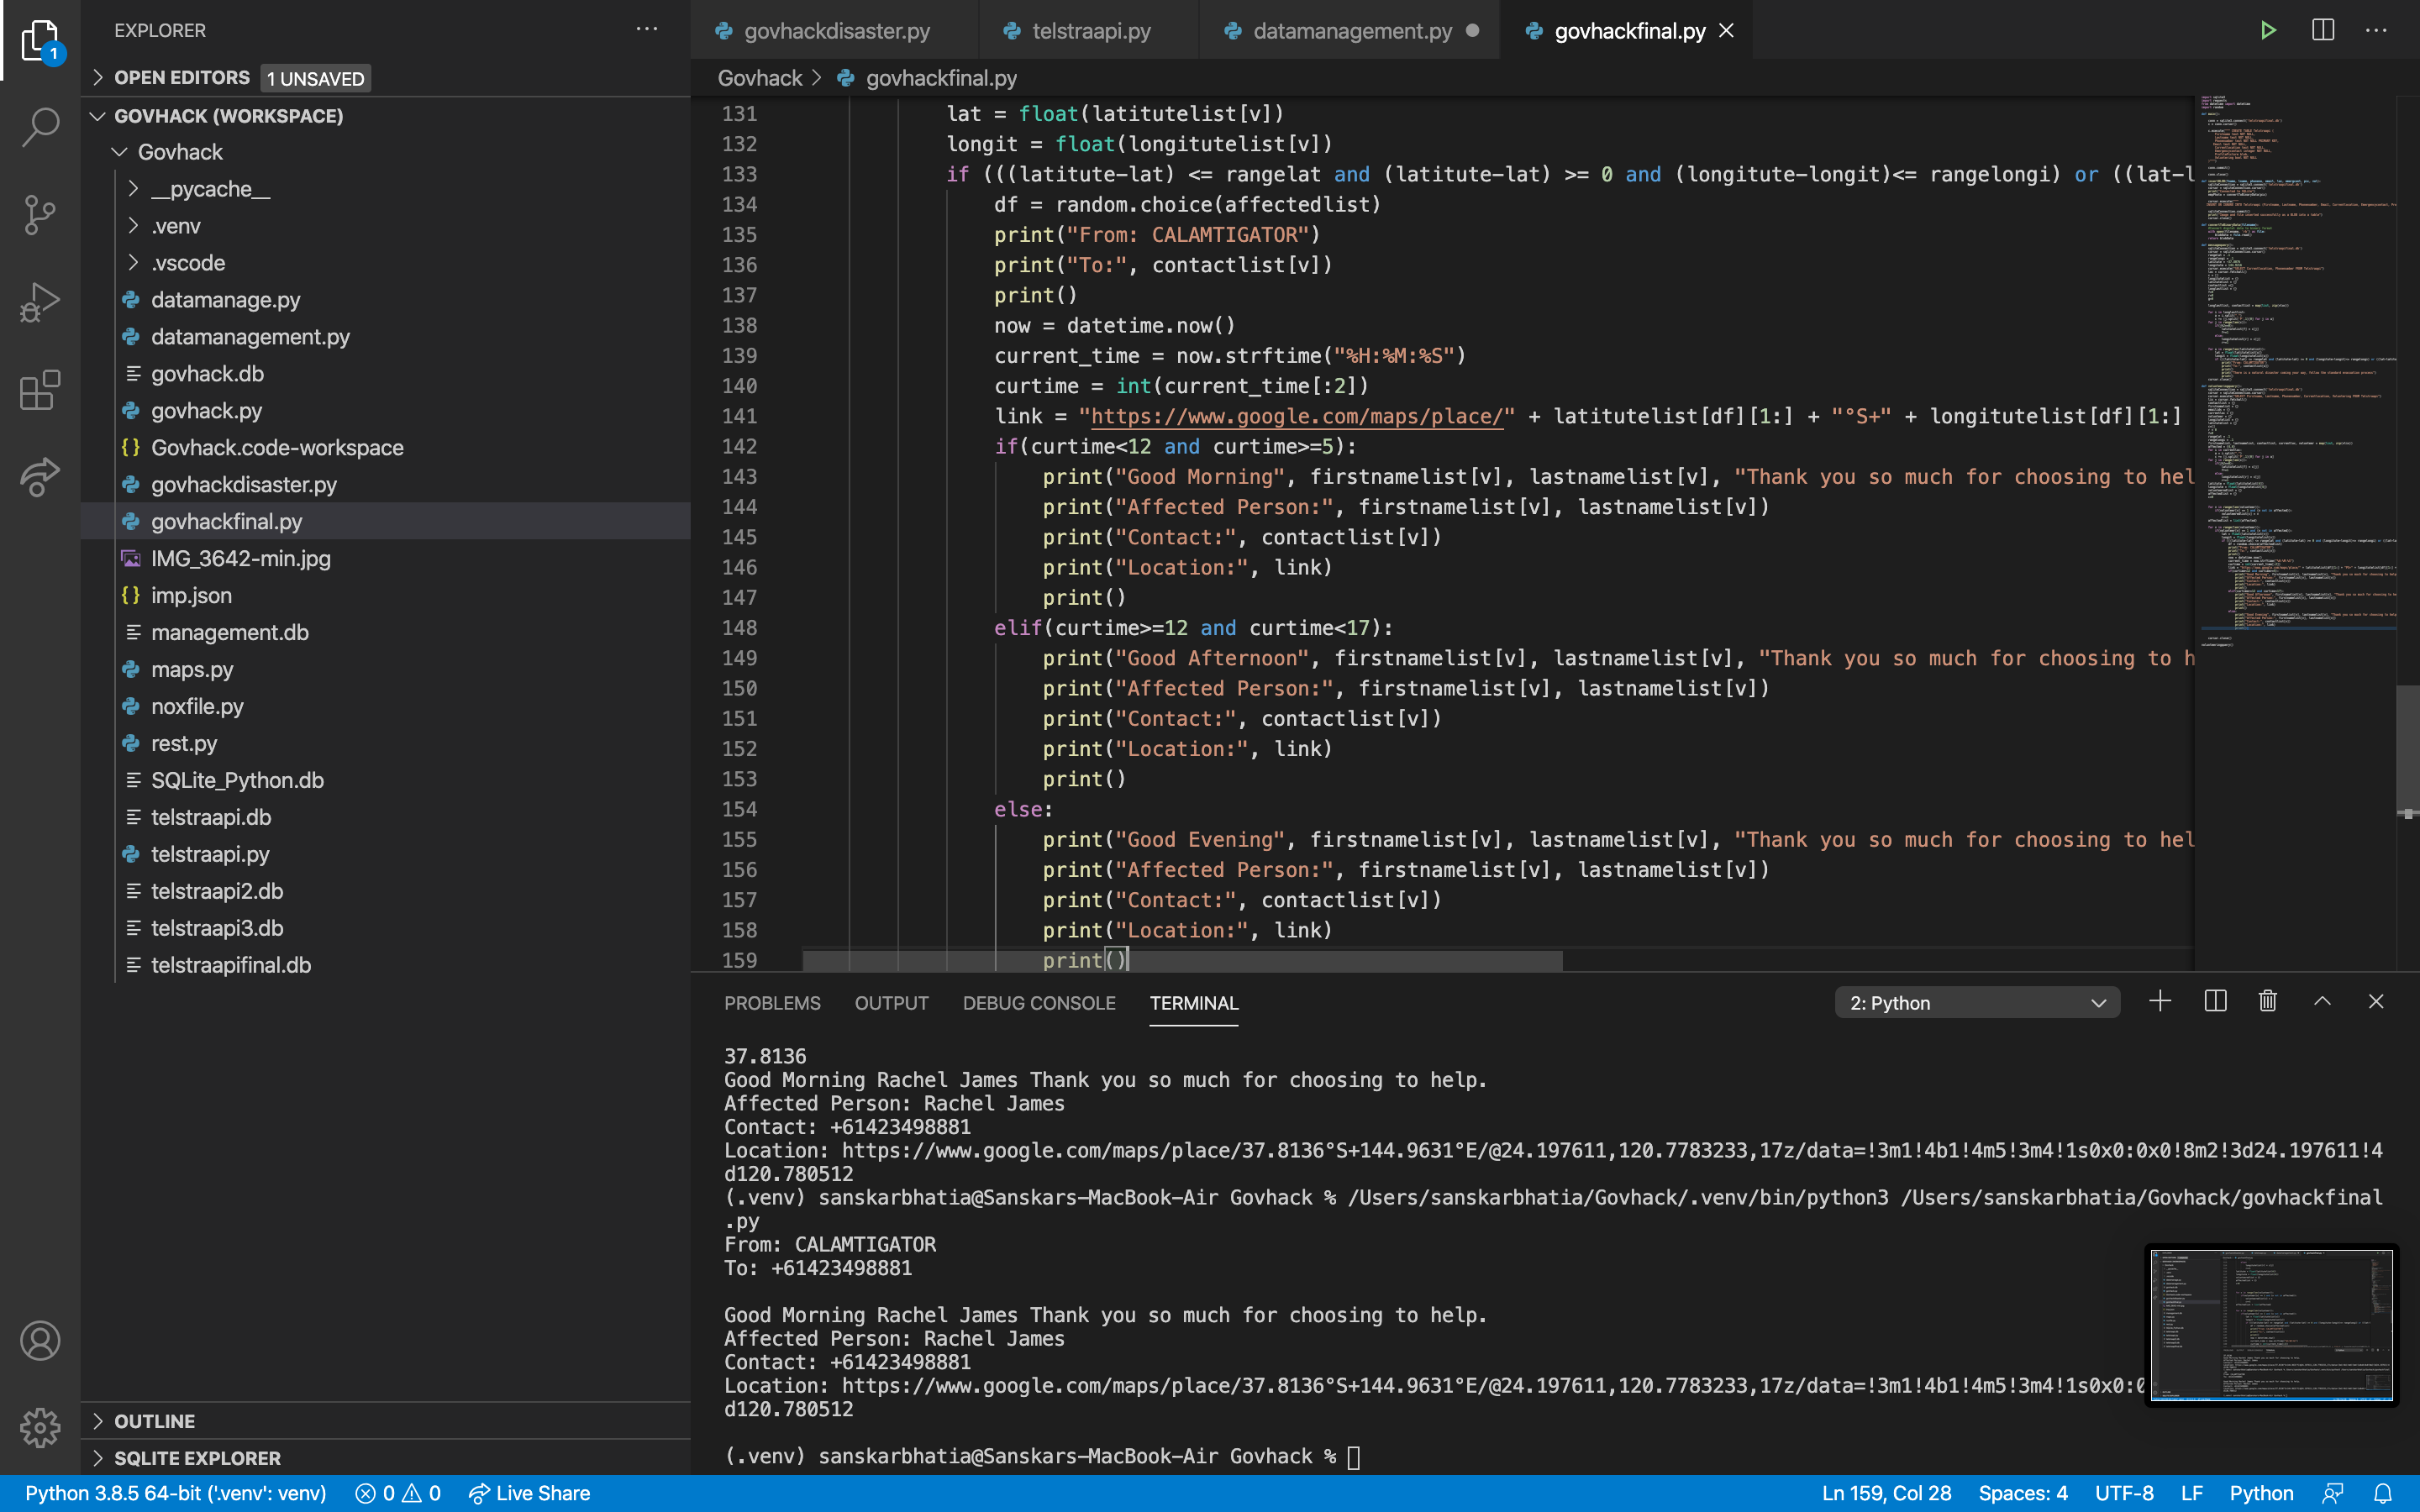 EXPLORER
OPEN EDITORS 1 UNSAVED
GOVHACK (WORKSPACE)
Govhack
__pycache__
.venv
.vscode
datamanage.py
datamanagement.py
govhack.db
govhack.py
Govhack.code-workspace
govhackdisaster.py
govhackfinal.py
IMG_3642-min.jpg
imp.json
management.db
maps.py
noxfile.py
rest.py
SQLite_Python.db
telstraapi.db
telstraapi.py
telstraapi2.db
telstraapi3.db
telstraapifinal.db
OUTLINE
SQLITE EXPLORER
1
govhackdisaster.py telstraapi.py datamanagement.py govhackfinal.py
Govhack > govhackfinal.py
131 lat = float(latitutelist[v])
132 longit = float(longitutelist[v])
133 if (((latitute-lat) <= rangelat and (latitute-lat) >= 0 and (longitute-longit)<= rangelongi) or ((lat-l
134 df = random.choice(affectedlist)
135 print("From: CALAMTIGATOR")
136 print("To:", contactlist[v])
137 print()
138 now = datetime.now()
139 current_time = now.strftime("%H:%M:%S")
140 curtime = int(current_time[:2])
141 link = "https://www.google.com/maps/place/" + latitutelist[df][1:] + "°S+" + longitutelist[df][1:]
142 if(curtime<12 and curtime>=5):
143 print("Good Morning", firstnamelist[v], lastnamelist[v], "Thank you so much for choosing to hel
144 print("Affected Person:", firstnamelist[v], lastnamelist[v])
145 print("Contact:", contactlist[v])
146 print("Location:", link)
147 print()
148 elif(curtime>=12 and curtime<17):
149 print("Good Afternoon", firstnamelist[v], lastnamelist[v], "Thank you so much for choosing to h
150 print("Affected Person:", firstnamelist[v], lastnamelist[v])
151 print("Contact:", contactlist[v])
152 print("Location:", link)
153 print()
154 else:
155 print("Good Evening", firstnamelist[v], lastnamelist[v], "Thank you so much for choosing to hel
156 print("Affected Person:", firstnamelist[v], lastnamelist[v])
157 print("Contact:", contactlist[v])
158 print("Location:", link)
159 print()
PROBLEMS OUTPUT DEBUG CONSOLE TERMINAL 2: Python
37.8136
Good Morning Rachel James Thank you so much for choosing to help.
Affected Person: Rachel James
Contact: +61423498881
Location: https://www.google.com/maps/place/37.8136°S+144.9631°E/@24.197611,120.7783233,17z/data=!3m1!4b1!4m5!3m4!1s0x0:0x0!8m2!3d24.197611!4
d120.780512
(.venv) sanskarbhatia@Sanskars-MacBook-Air Govhack % /Users/sanskarbhatia/Govhack/.venv/bin/python3 /Users/sanskarbhatia/Govhack/govhackfinal
.py
From: CALAMTIGATOR
To: +61423498881
Good Morning Rachel James Thank you so much for choosing to help.
Affected Person: Rachel James
Contact: +61423498881
Location: https://www.google.com/maps/place/37.8136°S+144.9631°E/@24.197611,120.7783233,17z/data=!3m1!4b1!4m5!3m4!1s0x0:0
d120.780512
(.venv) sanskarbhatia@Sanskars-MacBook-Air Govhack %
Python 3.8.5 64-bit ('.venv': venv) 0 0 Live Share Ln 159, Col 28 Spaces: 4 UTF-8 LF Python